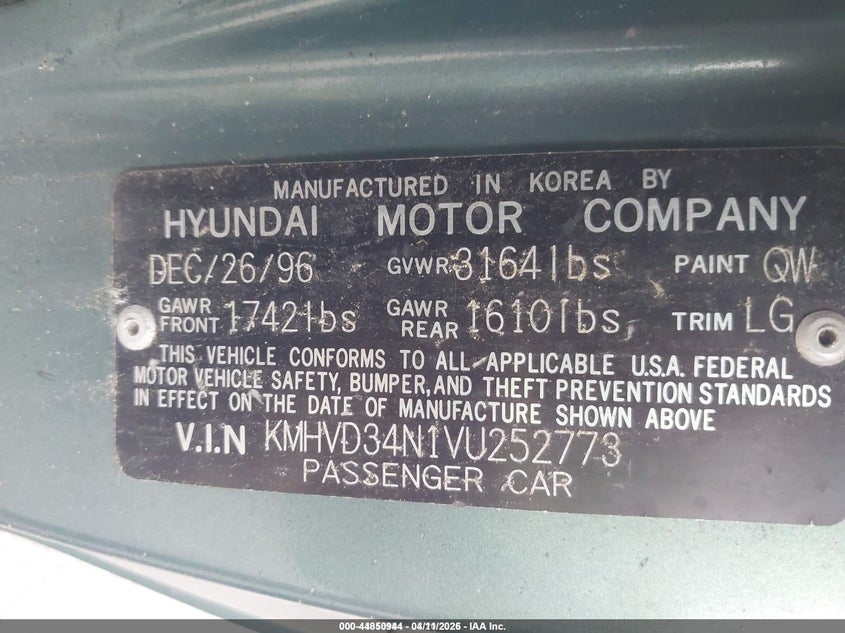 MANUFACTURED IN KOREA BY
HYUNDAI MOTOR COMPANY
DEC/26/96 GVWR 3164lbs PAINT QW
GAWR FRONT 1742lbs GAWR REAR 1610lbs TRIM LG
THIS VEHICLE CONFORMS TO ALL APPLICABLE U.S.A. FEDERAL
MOTOR VEHICLE SAFETY, BUMPER, AND THEFT PREVENTION STANDARDS
IN EFFECT ON THE DATE OF MANUFACTURE SHOWN ABOVE
V.I.N KMHVD34N1VU252773
PASSENGER CAR
000-44850944 - 04/11/2026 - IAA Inc.